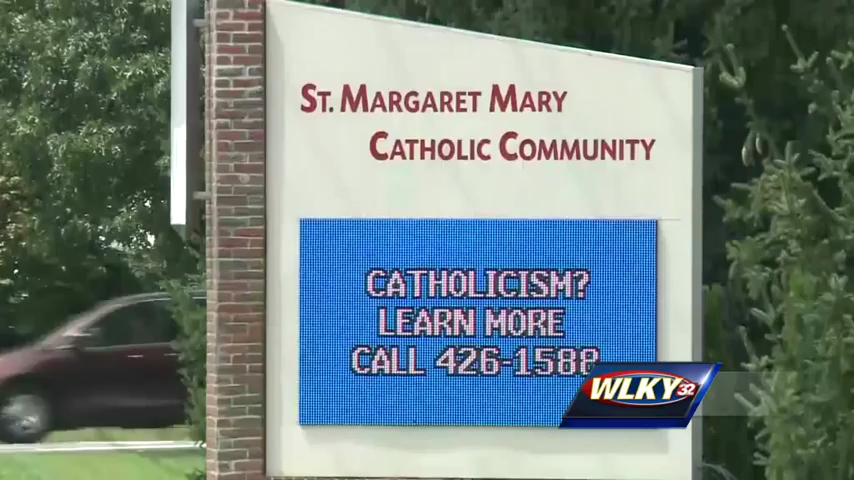 St. Margaret Mary
Catholic Community
CATHOLICISM?
LEARN MORE
CALL 426-1588
WLKY 32